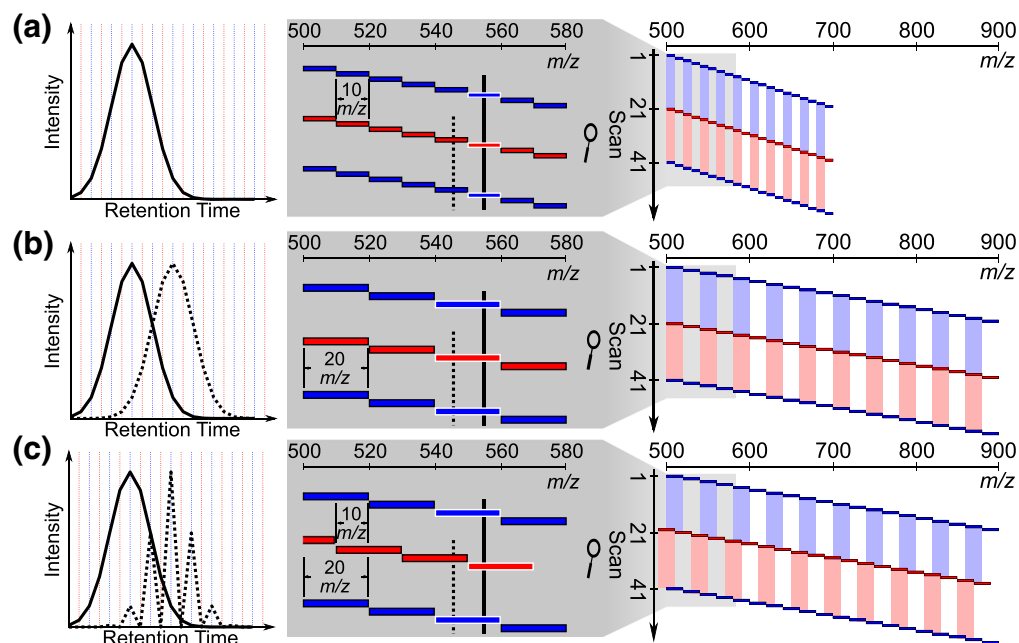 (a)
Intensity
Retention Time
500 520 540 560 580
m/z
10
m/z
500 600 700 800 900
m/z
Scan
1
21
41
(b)
Intensity
Retention Time
500 520 540 560 580
m/z
20
m/z
500 600 700 800 900
m/z
Scan
1
21
41
(c)
Intensity
Retention Time
500 520 540 560 580
m/z
10
m/z
20
m/z
500 600 700 800 900
m/z
Scan
1
21
41